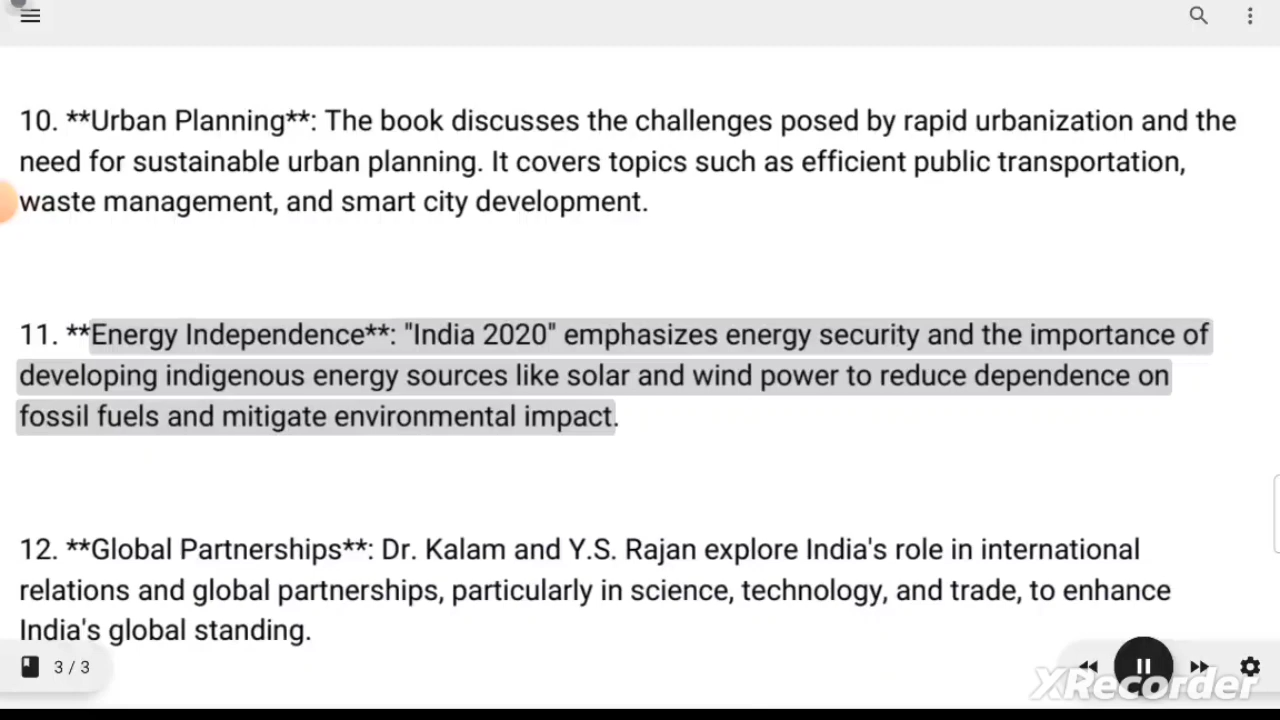 10. **Urban Planning**: The book discusses the challenges posed by rapid urbanization and the
need for sustainable urban planning. It covers topics such as efficient public transportation,
waste management, and smart city development.
11. **Energy Independence**: "India 2020" emphasizes energy security and the importance of
developing indigenous energy sources like solar and wind power to reduce dependence on
fossil fuels and mitigate environmental impact.
12. **Global Partnerships**: Dr. Kalam and Y.S. Rajan explore India's role in international
relations and global partnerships, particularly in science, technology, and trade, to enhance
India's global standing.
3 / 3
XRecorder